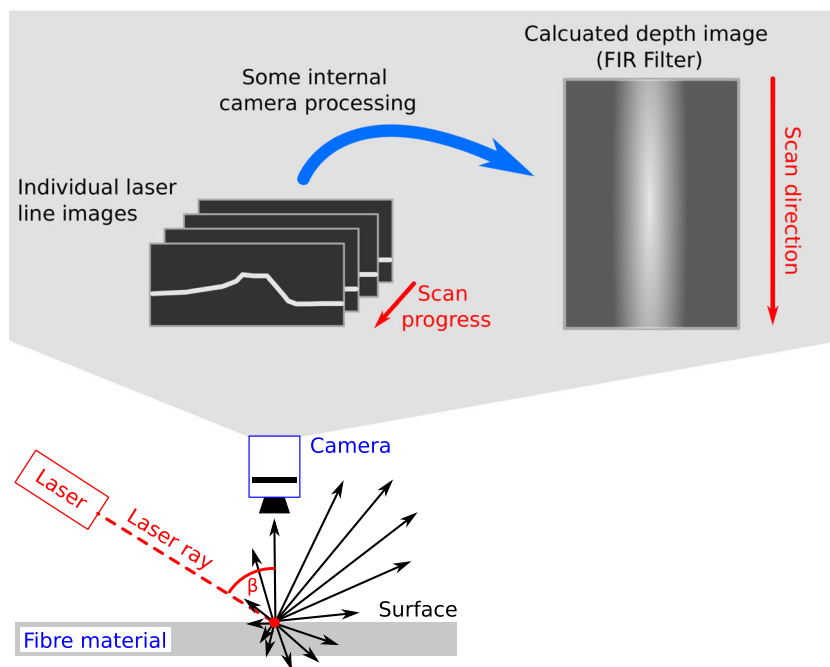 Calcuated depth image
(FIR Filter)
Some internal
camera processing
Individual laser
line images
Scan
progress
Scan direction
Camera
Laser
Laser ray
β
Surface
Fibre material